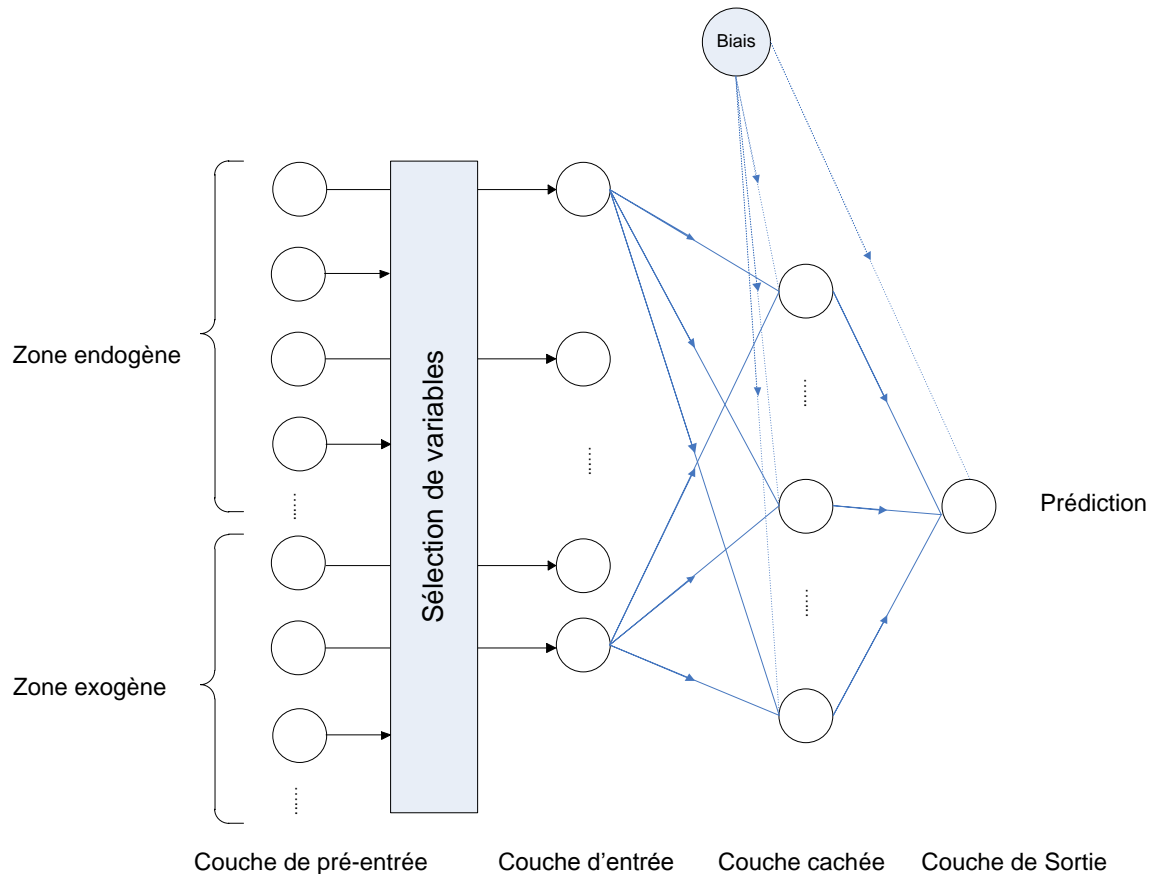 Biais
Zone endogène
Sélection de variables
Prédiction
Zone exogène
Couche de pré-entrée
Couche d’entrée
Couche cachée
Couche de Sortie